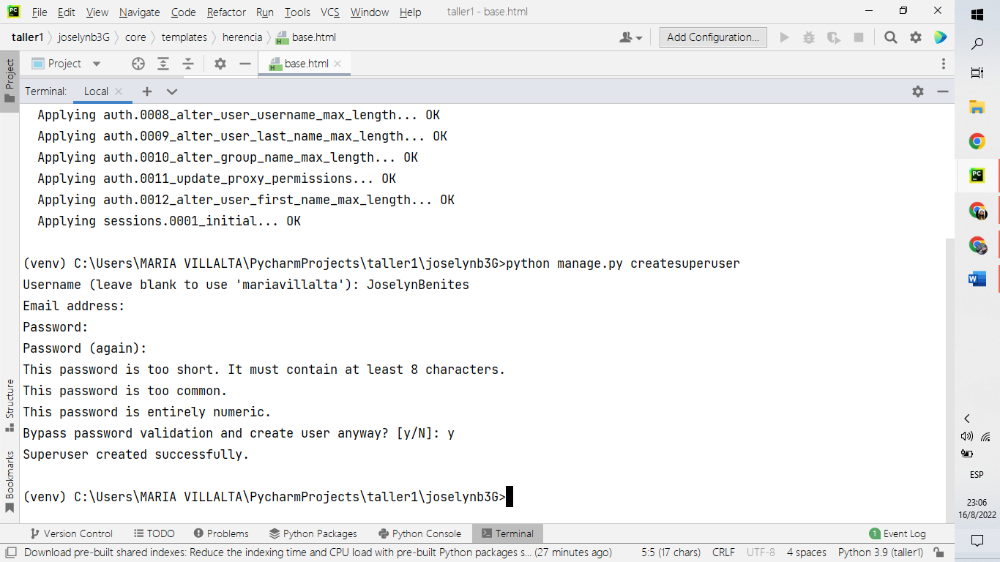 PC File Edit View Navigate Code Refactor Run Tools VCS Window Help taller1 - base.html
taller1 joselynb3G core templates herencia base.html Add Configuration...
Project base.html
Project
Terminal: Local
Applying auth.0008_alter_user_username_max_length... OK
Applying auth.0009_alter_user_last_name_max_length... OK
Applying auth.0010_alter_group_name_max_length... OK
Applying auth.0011_update_proxy_permissions... OK
Applying auth.0012_alter_user_first_name_max_length... OK
Applying sessions.0001_initial... OK
(venv) C:\Users\MARIA VILLALTA\PycharmProjects\taller1\joselynb3G>python manage.py createsuperuser
Username (leave blank to use 'mariavillalta'): JoselynBenites
Email address:
Password:
Password (again):
This password is too short. It must contain at least 8 characters.
This password is too common.
This password is entirely numeric.
Bypass password validation and create user anyway? [y/N]: y
Superuser created successfully.
(venv) C:\Users\MARIA VILLALTA\PycharmProjects\taller1\joselynb3G>
Structure
Bookmarks
Version Control TODO Problems Python Packages Python Console Terminal 1 Event Log
Download pre-built shared indexes: Reduce the indexing time and CPU load with pre-built Python packages s... (27 minutes ago) 5:5 (17 chars) CRLF UTF-8 4 spaces Python 3.9 (taller1)
PC
W
ESP
23:06
16/8/2022